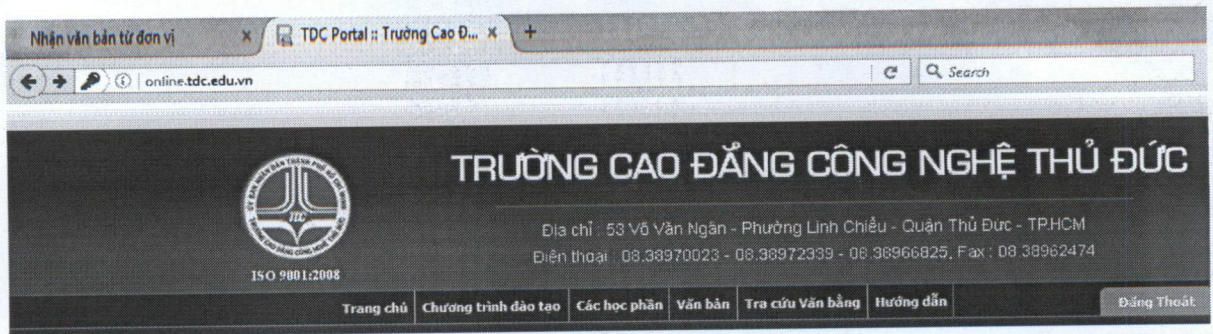 Nhận văn bản từ đơn vị
TDC Portal :: Trường Cao Đ...
online.tdc.edu.vn
Search
TRƯỜNG CAO ĐẲNG CÔNG NGHỆ THỦ ĐỨC
Địa chỉ : 53 Võ Văn Ngân - Phường Linh Chiểu - Quận Thủ Đức - TP.HCM
Điện thoại : 08.38970023 - 08.38972339 - 08.38966825, Fax : 08.38962474
TDC
ISO 9001:2008
Trang chủ Chương trình đào tạo Các học phần Văn bản Tra cứu Văn bằng Hướng dẫn
Đăng Thoát